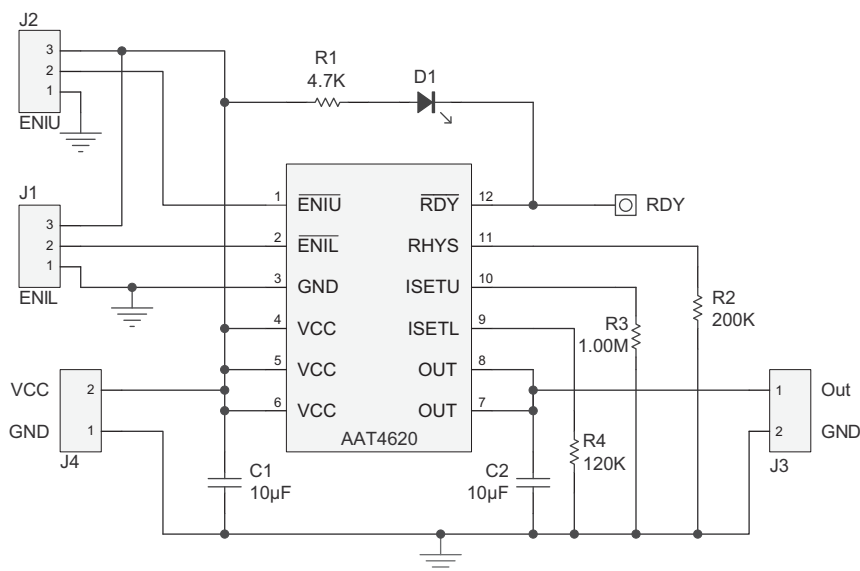 J2
3
2
1
ENIU
R1
4.7K
D1
J1
3
2
1
ENIL
1 ENIU RDY 12
RDY
2 ENIL RHYS 11
3 GND ISETU 10
4 VCC ISETL 9
5 VCC OUT 8
6 VCC OUT 7
AAT4620
R2
200K
R3
1.00M
R4
120K
VCC 2
GND 1
J4
C1
10µF
C2
10µF
1 Out
2 GND
J3